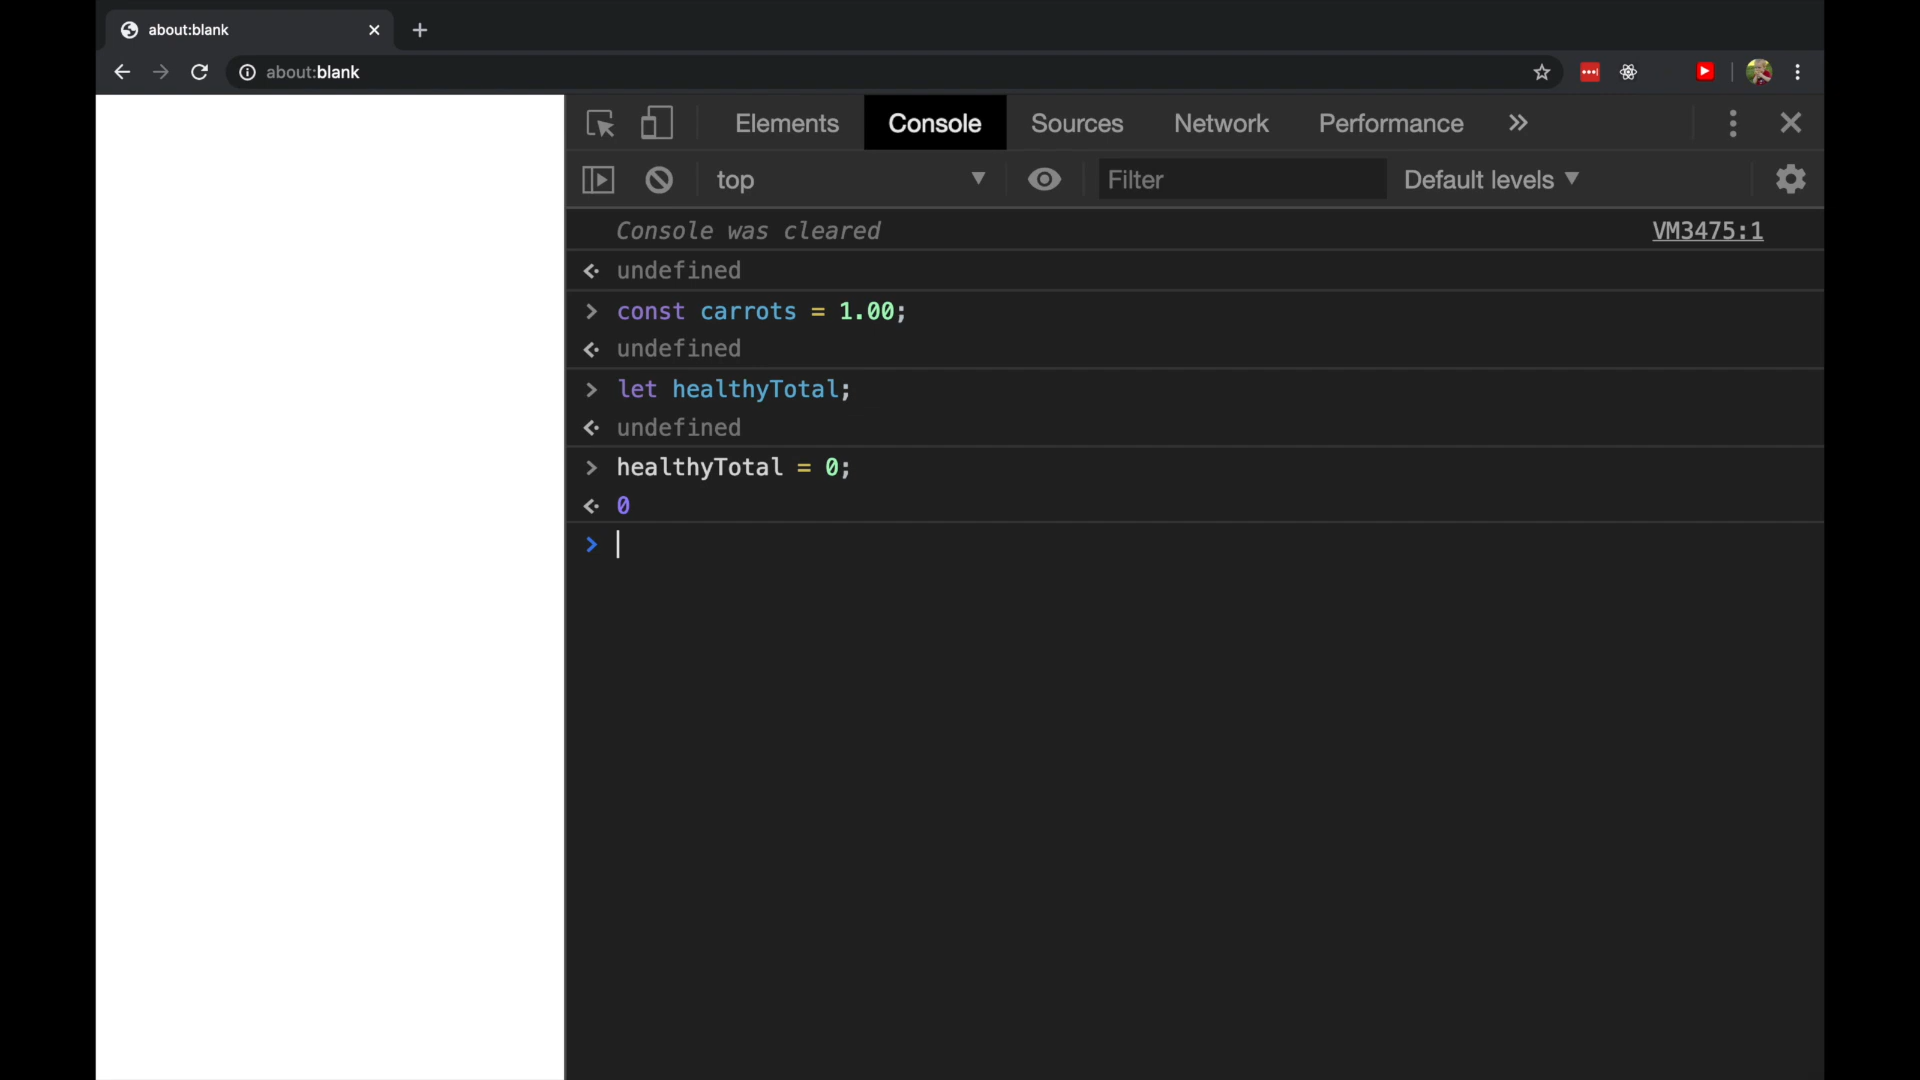 about:blank
about:blank
Elements Console Sources Network Performance
top Filter Default levels
Console was cleared VM3475:1
undefined
const carrots = 1.00;
undefined
let healthyTotal;
undefined
healthyTotal = 0;
0